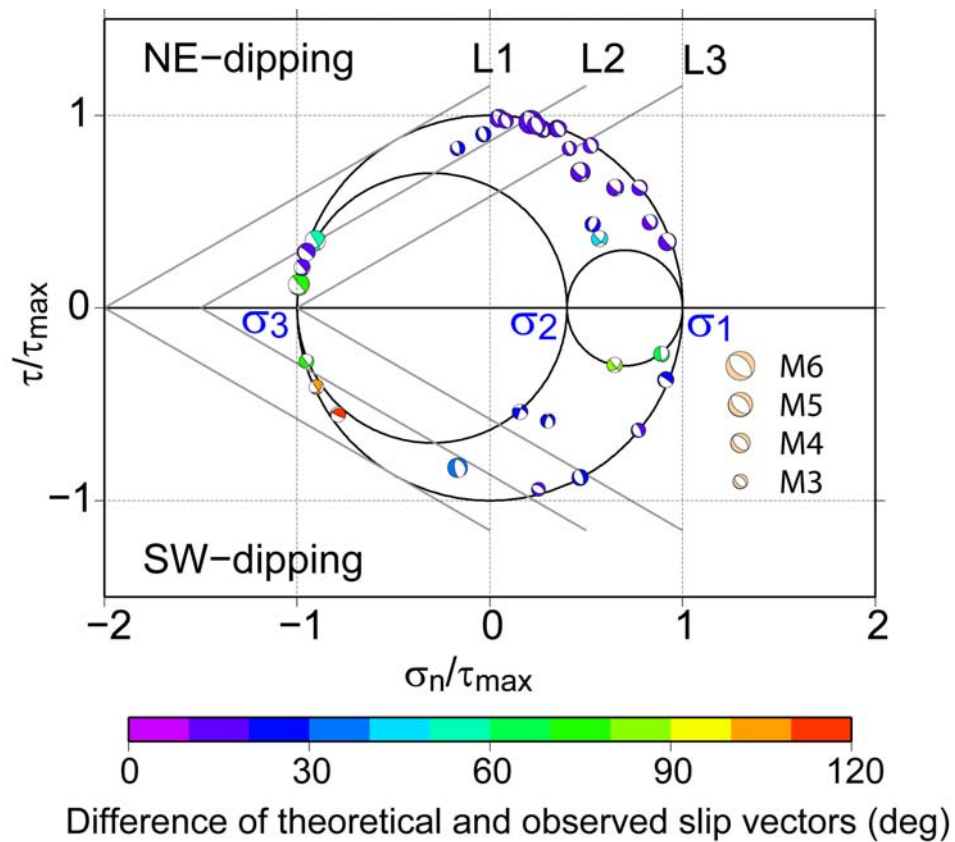 NE−dipping
L1
L2
L3
1
τ/τmax
0
σ3
σ2
σ1
M6
M5
M4
M3
−1
SW−dipping
−2
−1
0
1
2
σn/τmax
0
30
60
90
120
Difference of theoretical and observed slip vectors (deg)